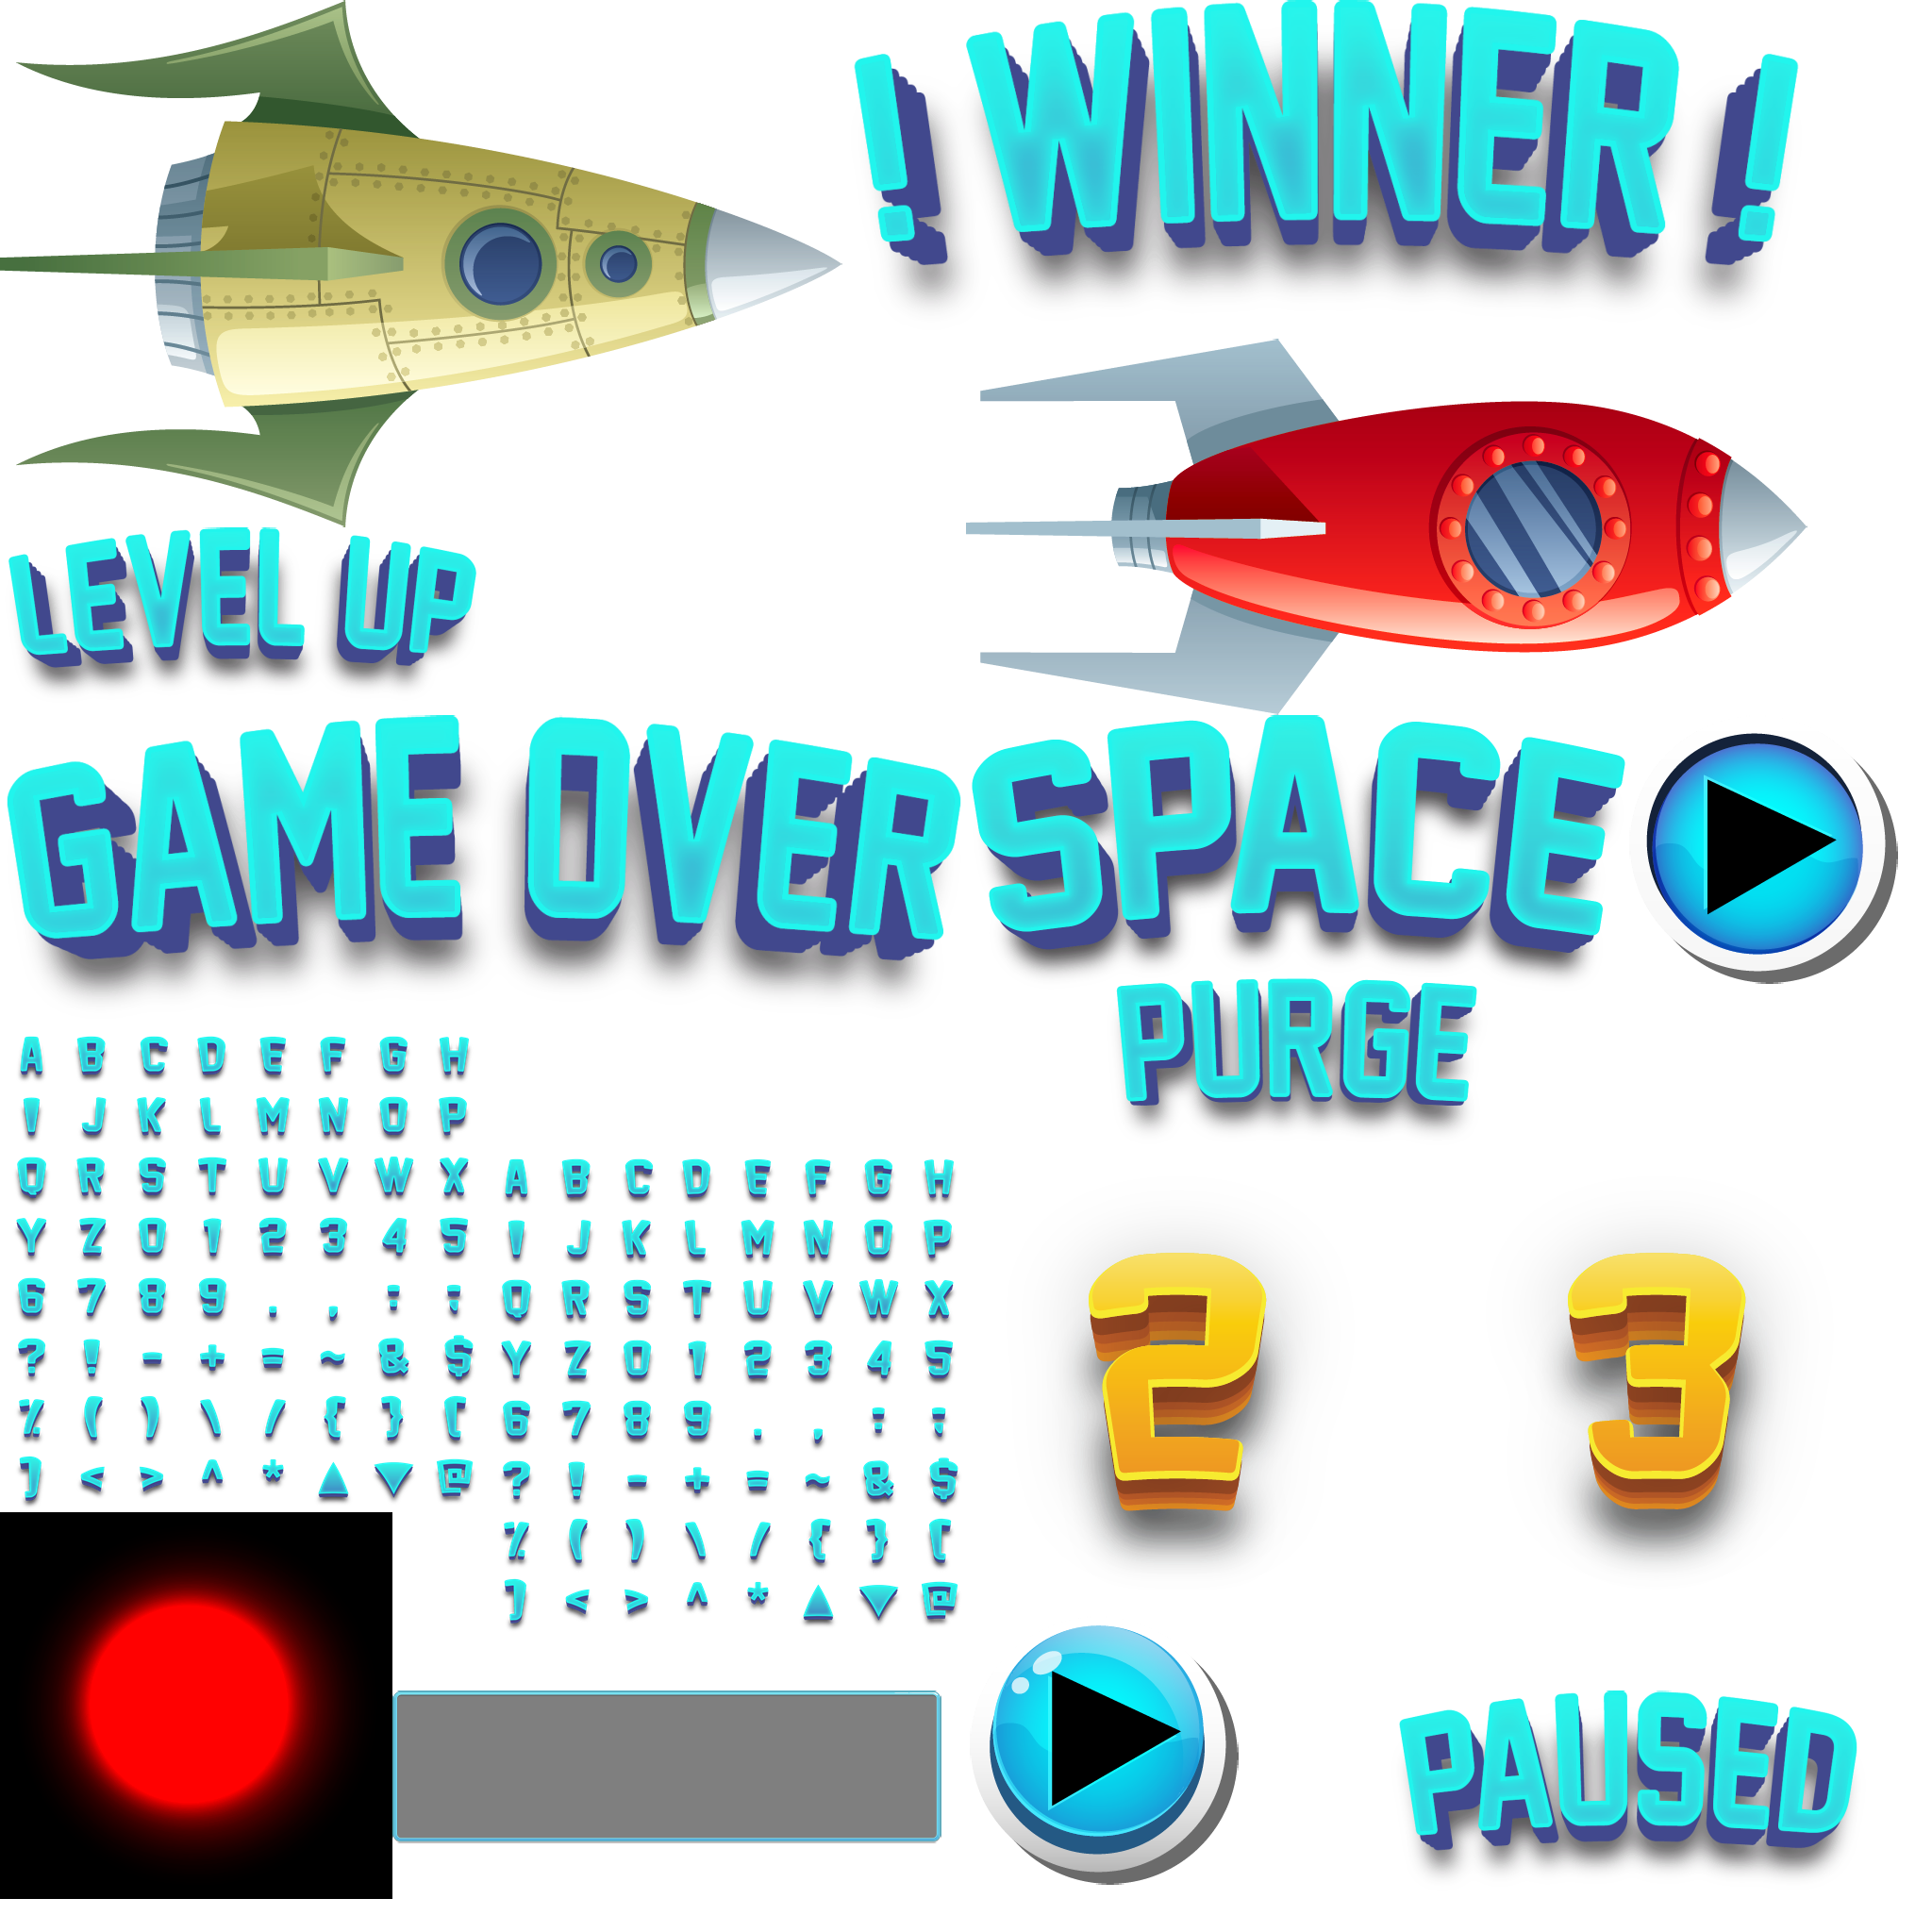 ¡ WINNER !
LEVEL UP
GAME OVER
SPACE
PURGE
A B C D E F G H
I J K L M N O P
Q R S T U V W X
Y Z 0 1 2 3 4 5
6 7 8 9 . , : ;
? ! - + = ~ & $
% ( ) \ / { } [
] < > ^ * ▲ ▼ @
A B C D E F G H
I J K L M N O P
Q R S T U V W X
Y Z 0 1 2 3 4 5
6 7 8 9 . , : ;
? ! - + = ~ & $
% ( ) \ / { } [
] < > ^ * ▲ ▼ @
2 3
PAUSED